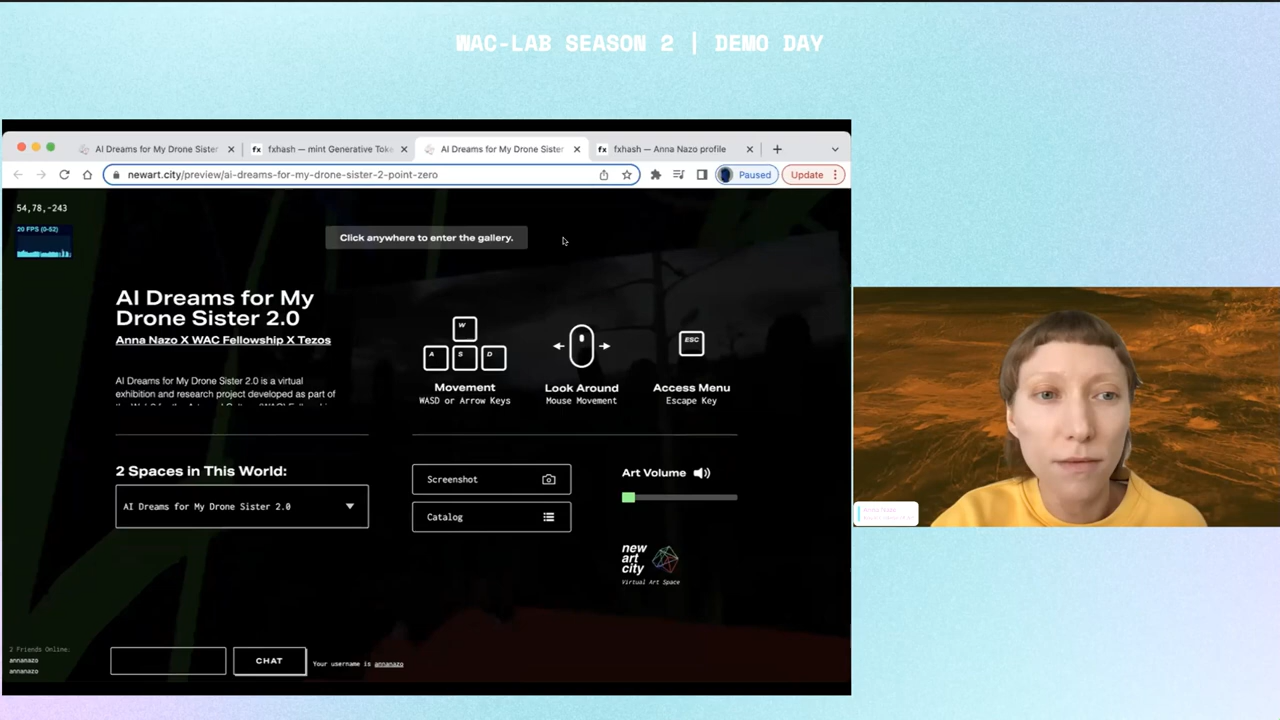 WAC-LAB SEASON 2 | DEMO DAY
AI Dreams for My Drone Sister
fxhash — mint Generative Toke
AI Dreams for My Drone Sister
fxhash — Anna Nazo profile
newart.city/preview/ai-dreams-for-my-drone-sister-2-point-zero
Paused
Update
54,78,-243
20 FPS (0-52)
Click anywhere to enter the gallery.
AI Dreams for My
Drone Sister 2.0
Anna Nazo X WAC Fellowship X Tezos
AI Dreams for My Drone Sister 2.0 is a virtual
exhibition and research project developed as part of
W
A
S
D
ESC
Movement
WASD or Arrow Keys
Look Around
Mouse Movement
Access Menu
Escape Key
2 Spaces in This World:
AI Dreams for My Drone Sister 2.0
Screenshot
Catalog
Art Volume
new
art
city
Virtual Art Space
2 Friends Online:
annanazo
annanazo
CHAT
Your username is annanazo